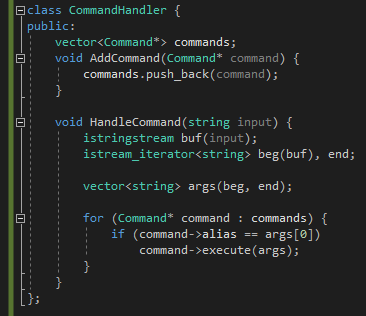 class CommandHandler {
public:
    vector<Command*> commands;
    void AddCommand(Command* command) {
        commands.push_back(command);
    }

    void HandleCommand(string input) {
        istringstream buf(input);
        istream_iterator<string> beg(buf), end;

        vector<string> args(beg, end);

        for (Command* command : commands) {
            if (command->alias == args[0])
                command->execute(args);
        }
    }
};